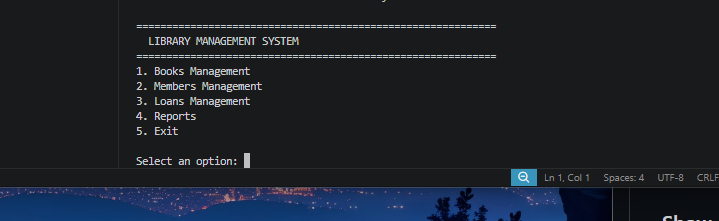 ============================================================
LIBRARY MANAGEMENT SYSTEM
============================================================
1. Books Management
2. Members Management
3. Loans Management
4. Reports
5. Exit
Select an option:
Ln 1, Col 1 Spaces: 4 UTF-8 CRLF